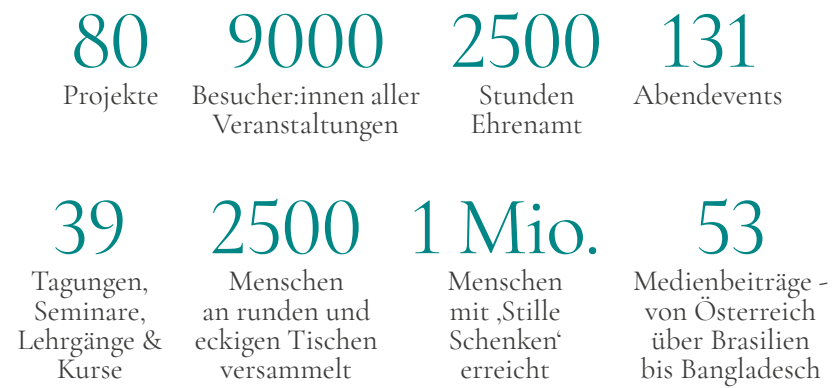 80
Projekte
9000
Besucher:innen aller
Veranstaltungen
2500
Stunden
Ehrenamt
131
Abendevents
39
Tagungen,
Seminare,
Lehrgänge &
Kurse
2500
Menschen
an runden und
eckigen Tischen
versammelt
1 Mio.
Menschen
mit ‚Stille
Schenken‘
erreicht
53
Medienbeiträge -
von Österreich
über Brasilien
bis Bangladesch